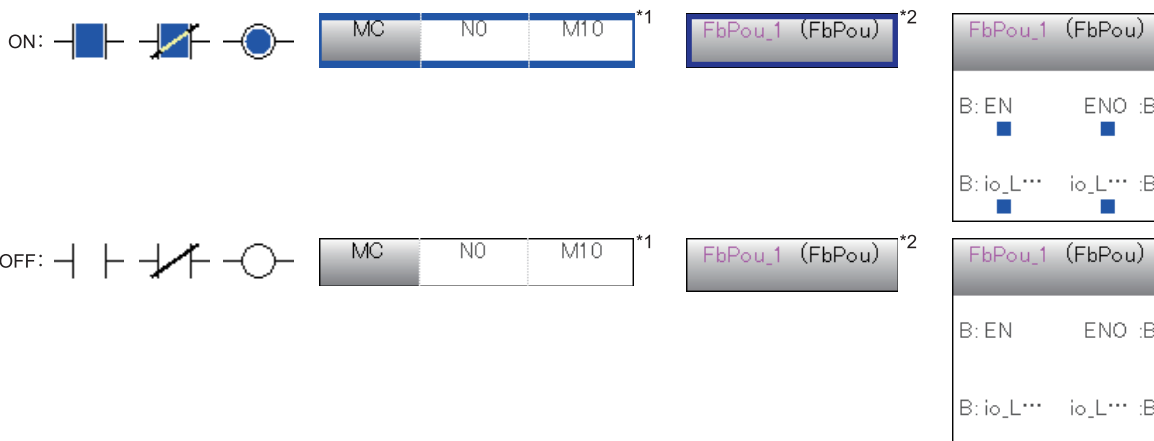 ON:
MC N0 M10 *1
FbPou_1 (FbPou) *2
FbPou_1 (FbPou)
B: EN ENO :B
B: io_L… io_L… :B
OFF:
MC N0 M10 *1
FbPou_1 (FbPou) *2
FbPou_1 (FbPou)
B: EN ENO :B
B: io_L… io_L… :B